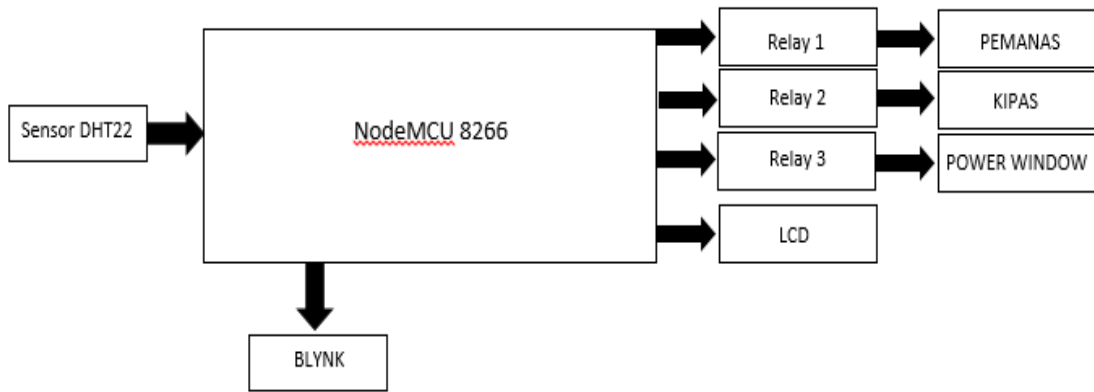 Sensor DHT22
NodeMCU 8266
Relay 1
PEMANAS
Relay 2
KIPAS
Relay 3
POWER WINDOW
LCD
BLYNK